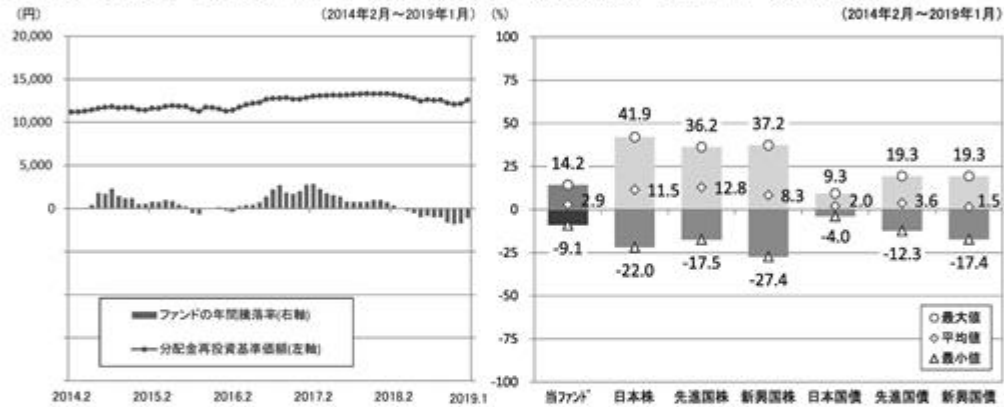 (円)
(2014年2月～2019年1月)
20,000
15,000
10,000
5,000
0
ファンドの年間騰落率(右軸)
分配金再投資基準価額(左軸)
2014.2 2015.2 2016.2 2017.2 2018.2 2019.1
(%)
(2014年2月～2019年1月)
100
75
50
25
0
-25
-50
-75
-100
14.2 41.9 36.2 37.2 9.3 19.3 19.3
2.9 11.5 12.8 8.3 2.0 3.6 1.5
-9.1 -22.0 -17.5 -27.4 -4.0 -12.3 -17.4
最大値
平均値
最小値
当ファンド 日本株 先進国株 新興国株 日本国債 先進国債 新興国債